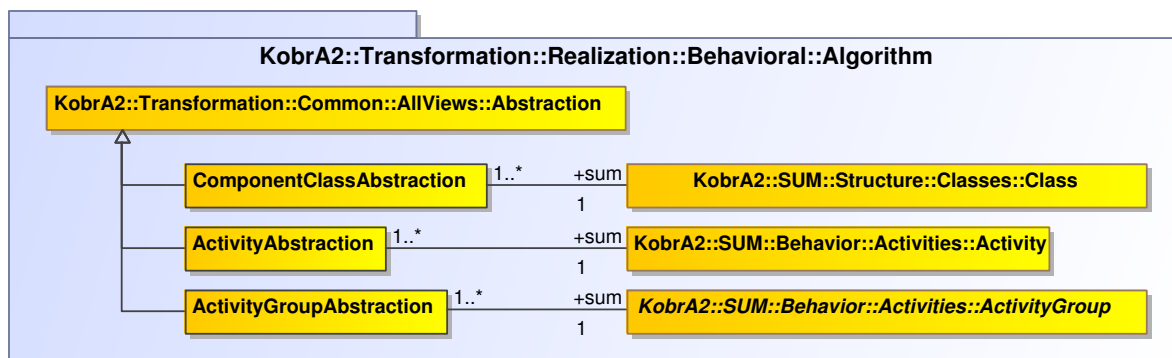 KobrA2::Transformation::Realization::Behavioral::Algorithm
KobrA2::Transformation::Common::AllViews::Abstraction
ComponentClassAbstraction 1..* +sum 1 KobrA2::SUM::Structure::Classes::Class
ActivityAbstraction 1..* +sum 1 KobrA2::SUM::Behavior::Activities::Activity
ActivityGroupAbstraction 1..* +sum 1 KobrA2::SUM::Behavior::Activities::ActivityGroup